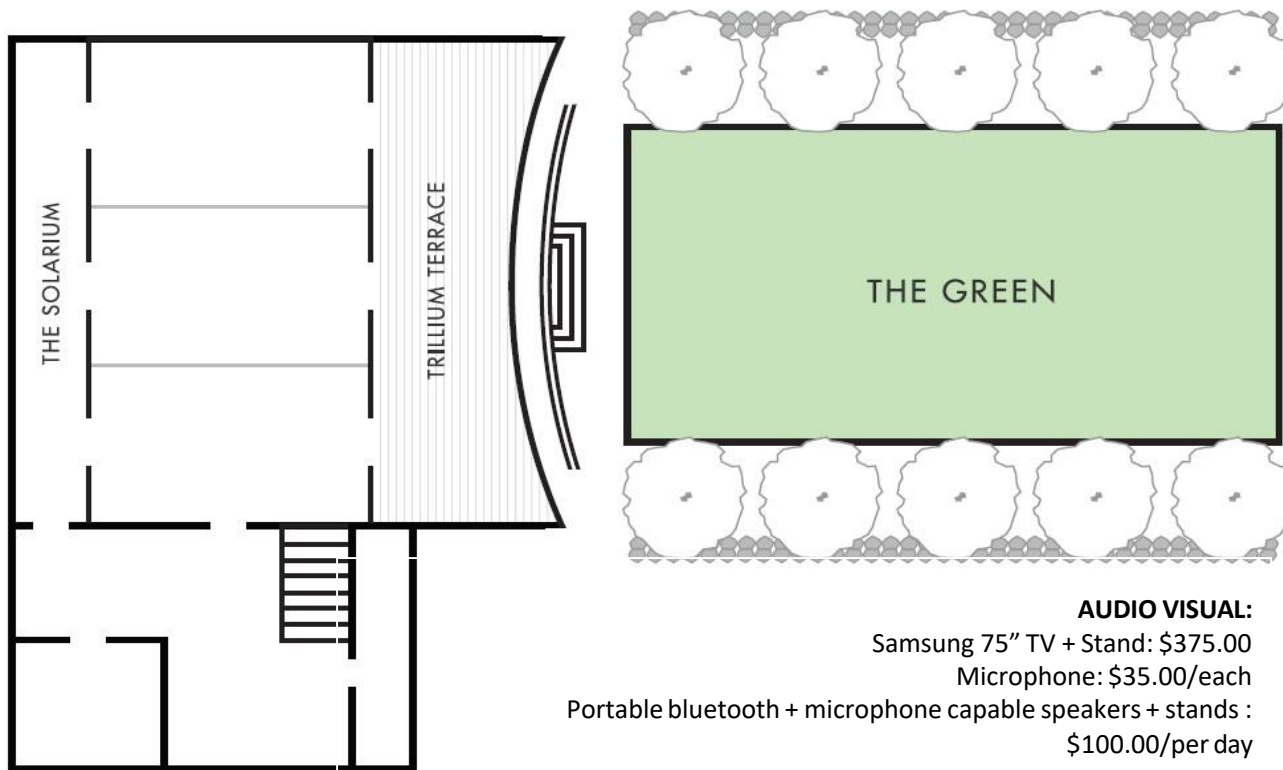 THE SOLARIUM
TRILLIUM TERRACE
THE GREEN
AUDIO VISUAL:
Samsung 75” TV + Stand: $375.00
Microphone: $35.00/each
Portable bluetooth + microphone capable speakers + stands :
$100.00/per day